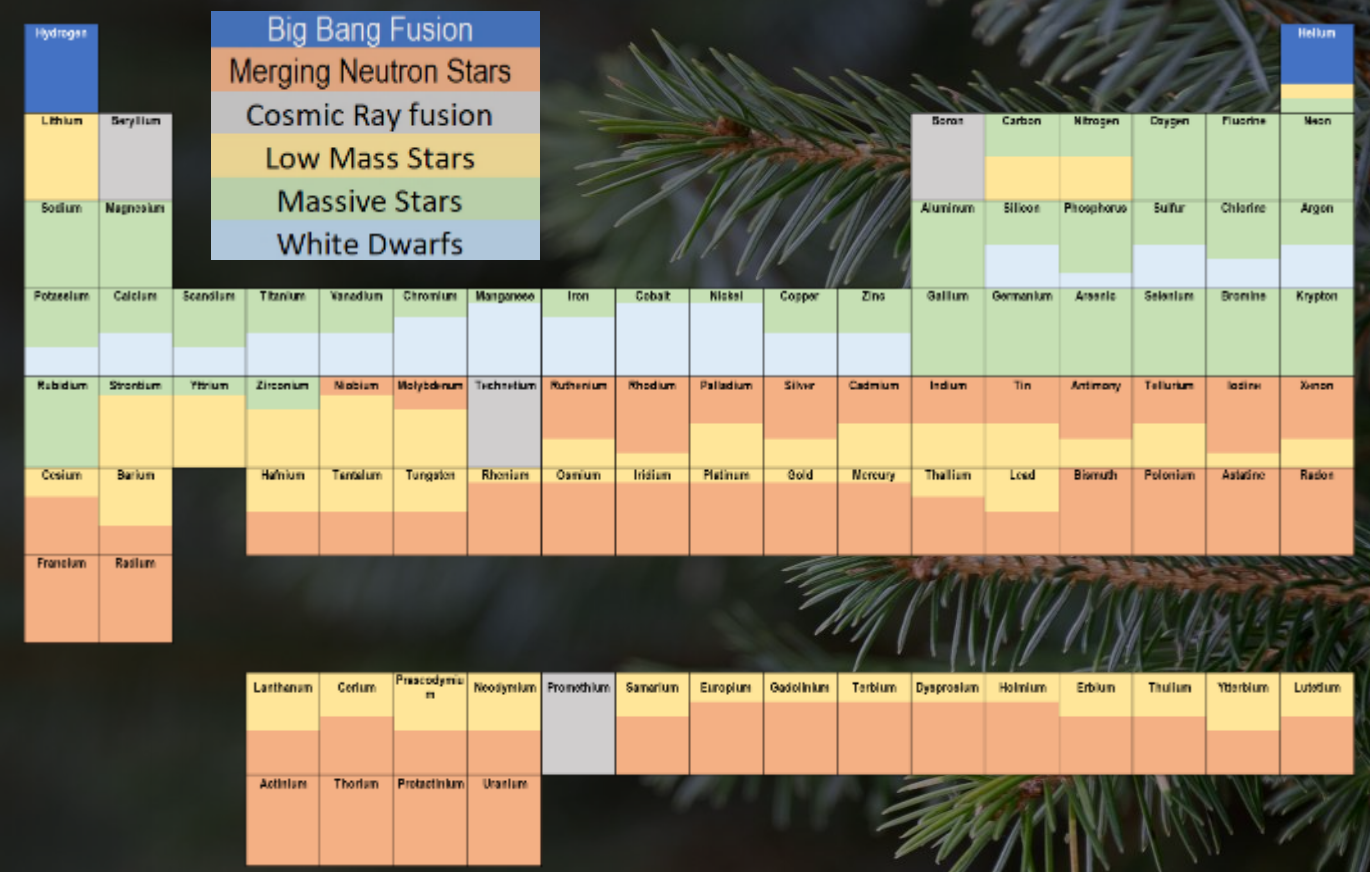 Hydrogen
Helium
Big Bang Fusion
Merging Neutron Stars
Cosmic Ray fusion
Low Mass Stars
Massive Stars
White Dwarfs
Lithium Beryllium Boron Carbon Nitrogen Oxygen Fluorine Neon
Sodium Magnesium Aluminum Silicon Phosphorus Sulfur Chlorine Argon
Potassium Calcium Scandium Titanium Vanadium Chromium Manganese Iron Cobalt Nickel Copper Zinc Gallium Germanium Arsenic Selenium Bromine Krypton
Rubidium Strontium Yttrium Zirconium Niobium Molybdenum Technetium Ruthenium Rhodium Palladium Silver Cadmium Indium Tin Antimony Tellurium Iodine Xenon
Cesium Barium Hafnium Tantalum Tungsten Rhenium Osmium Iridium Platinum Gold Mercury Thallium Lead Bismuth Polonium Astatine Radon
Francium Radium
Lanthanum Cerium Praseodymiu
m
Neodymium Promethium Samarium Europium Gadolinium Terbium Dysprosium Holmium Erbium Thulium Ytterbium Lutetium
Actinium Thorium Protactinium Uranium